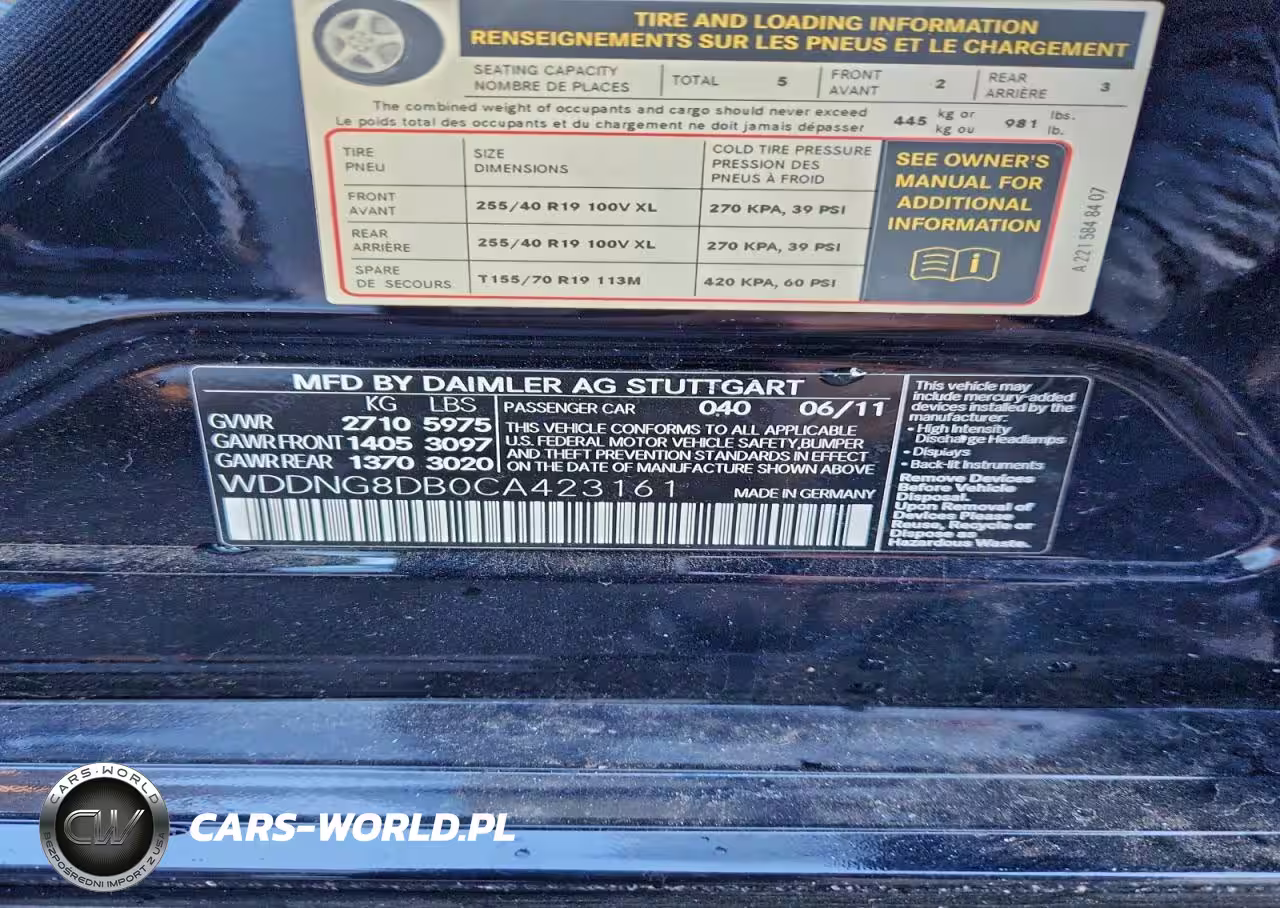 TIRE AND LOADING INFORMATION
RENSEIGNEMENTS SUR LES PNEUS ET LE CHARGEMENT
SEATING CAPACITY
NOMBRE DE PLACES
TOTAL 5
FRONT
AVANT
2
REAR
ARRIÈRE
3
The combined weight of occupants and cargo should never exceed
Le poids total des occupants et du chargement ne doit jamais dépasser
445 kg or
kg ou
981 lbs.
lb.
TIRE
PNEU
SIZE
DIMENSIONS
COLD TIRE PRESSURE
PRESSION DES
PNEUS À FROID
FRONT
AVANT
255/40 R19 100V XL
270 KPA, 39 PSI
REAR
ARRIÈRE
255/40 R19 100V XL
270 KPA, 39 PSI
SPARE
DE SECOURS
T155/70 R19 113M
420 KPA, 60 PSI
SEE OWNER'S
MANUAL FOR
ADDITIONAL
INFORMATION
A 221 584 84 07
MFD BY DAIMLER AG STUTTGART
KG LBS
GVWR 2710 5975
GAWR FRONT 1405 3097
GAWR REAR 1370 3020
PASSENGER CAR 040 06/11
THIS VEHICLE CONFORMS TO ALL APPLICABLE
U.S. FEDERAL MOTOR VEHICLE SAFETY, BUMPER
AND THEFT PREVENTION STANDARDS IN EFFECT
ON THE DATE OF MANUFACTURE SHOWN ABOVE
WDDNG8DB0CA423161
MADE IN GERMANY
This vehicle may
include mercury-added
devices installed by the
manufacturer:
• High Intensity
Discharge Headlamps
• Displays
• Back-lit Instruments
Remove Devices
Before Vehicle
Disposal.
Upon Removal of
Devices Please
Reuse, Recycle or
Dispose as
Hazardous Waste.
CARS-WORLD
CW
BEZPOŚREDNI IMPORT Z USA
CARS-WORLD.PL